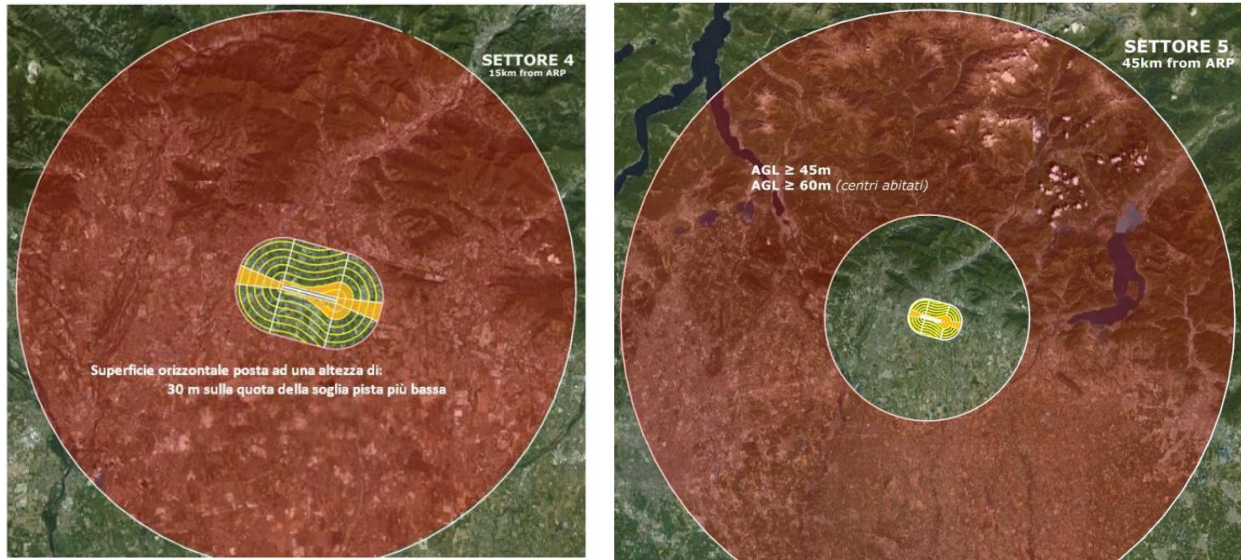 SETTORE 4
15km from ARP
Superficie orizzontale posta ad una altezza di:
30 m sulla quota della soglia pista più bassa
SETTORE 5
45km from ARP
AGL ≥ 45m
AGL ≥ 60m (centri abitati)